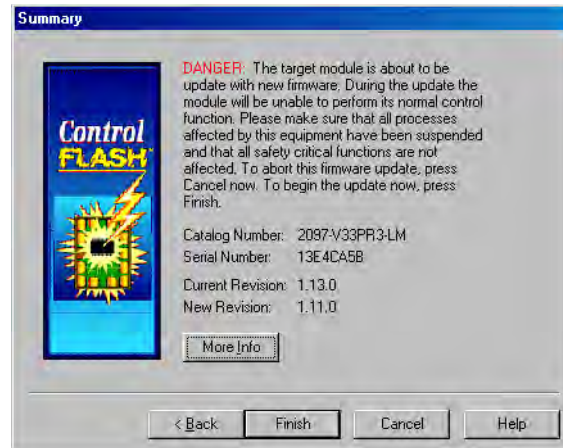 Summary
Control
FLASH
DANGER: The target module is about to be
update with new firmware. During the update the
module will be unable to perform its normal control
function. Please make sure that all processes
affected by this equipment have been suspended
and that all safety critical functions are not
affected. To abort this firmware update, press
Cancel now. To begin the update now, press
Finish.
Catalog Number: 2097-V33PR3-LM
Serial Number: 13E4CA5B
Current Revision: 1.13.0
New Revision: 1.11.0
More Info
< Back Finish Cancel Help